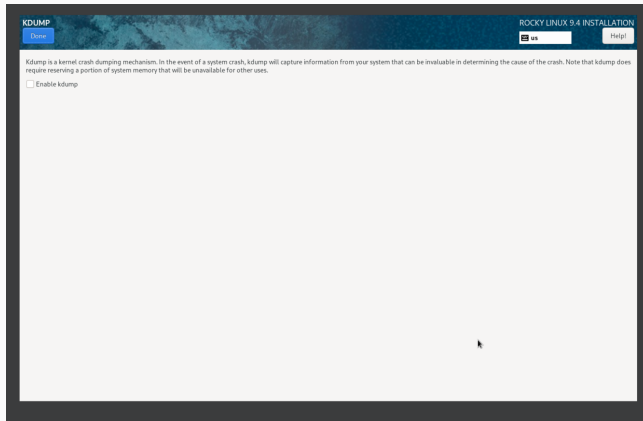 KDUMP
ROCKY LINUX 9.4 INSTALLATION
Done
us
Help!
Kdump is a kernel crash dumping mechanism. In the event of a system crash, kdump will capture information from your system that can be invaluable in determining the cause of the crash. Note that kdump does
require reserving a portion of system memory that will be unavailable for other uses.
Enable kdump